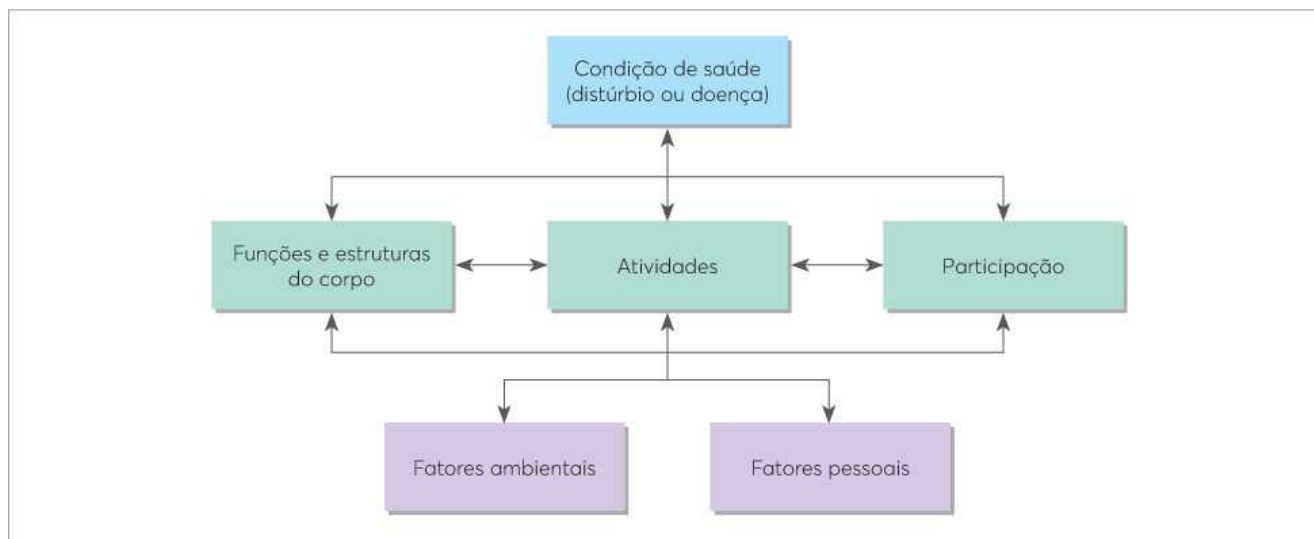 Condição de saúde
(distúrbio ou doença)
Funções e estruturas
do corpo
Atividades
Participação
Fatores ambientais
Fatores pessoais